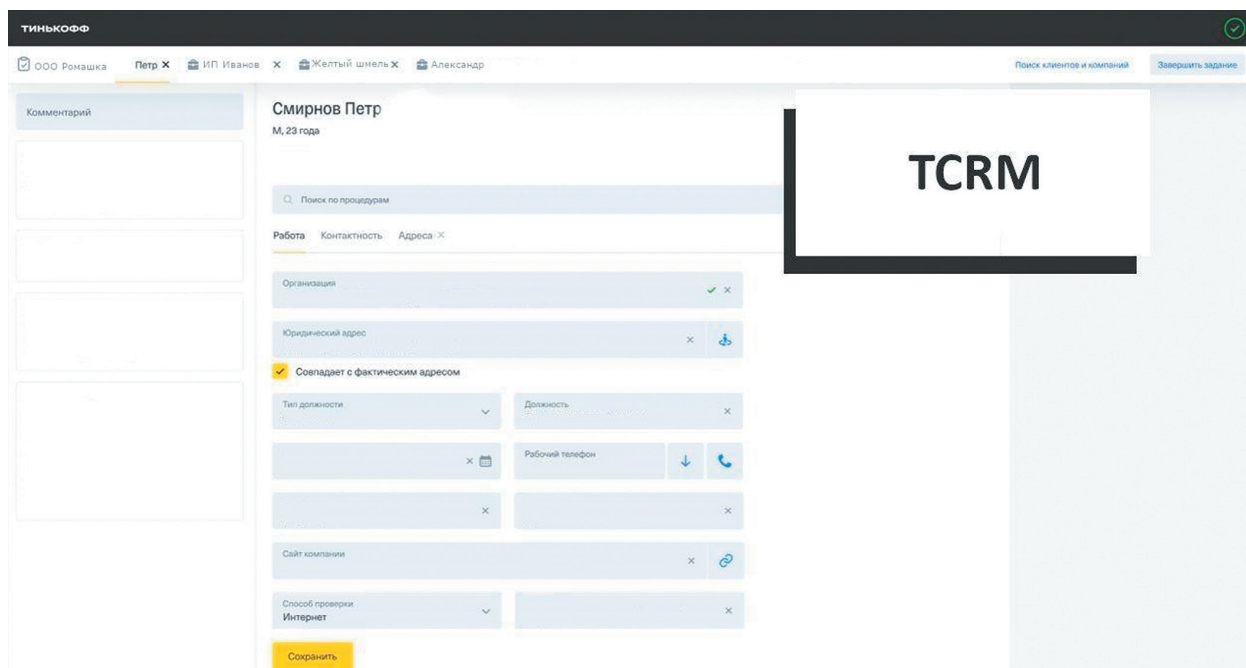 ТИНЬКОФФ
ООО Ромашка Петр ИП Иванов Желтый шмель Александр Поиск клиентов и компаний Завершить задание
Комментарий
Смирнов Петр
М, 23 года
TCRM
Поиск по процедурам
Работа Контактность Адреса
Организация
Юридический адрес
Совпадает с фактическим адресом
Тип должности Должность
Рабочий телефон
Сайт компании
Способ проверки
Интернет
Сохранить